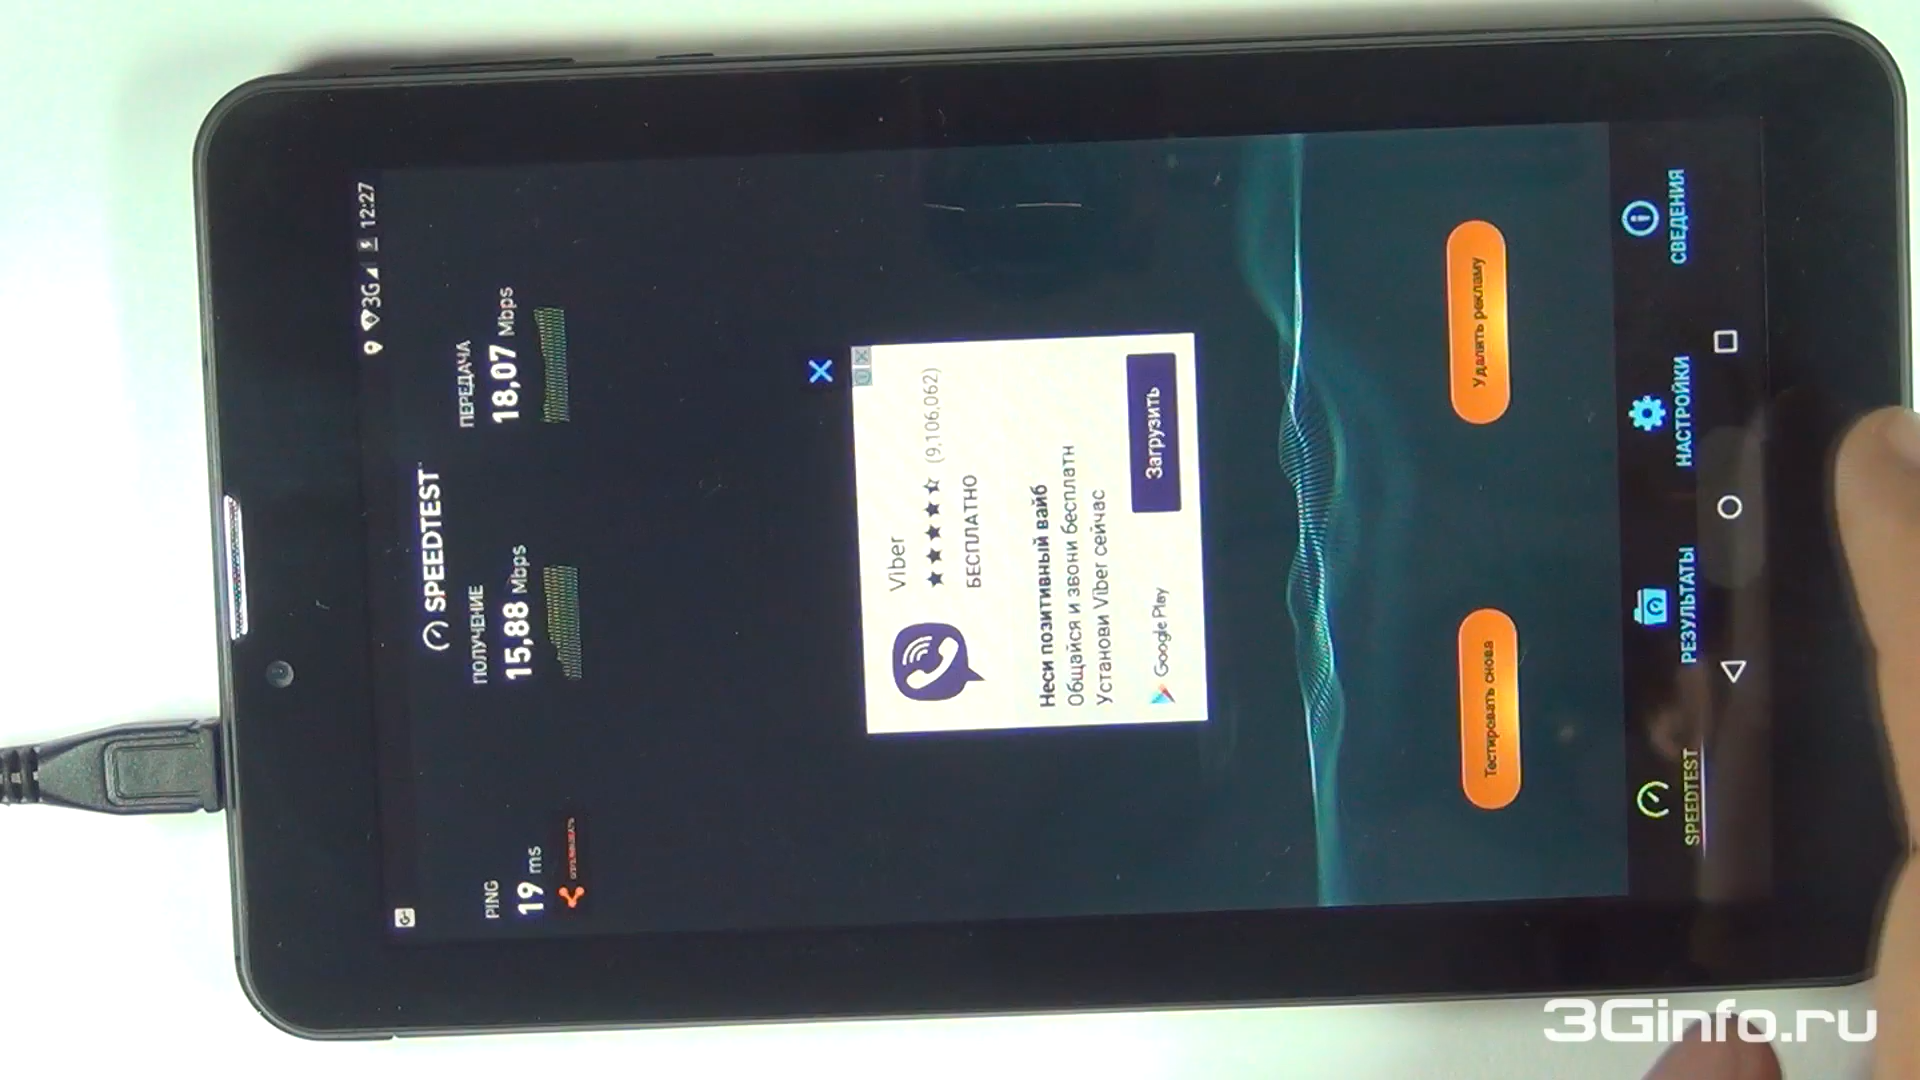 3G 12:27
G+
SPEEDTEST
PING
19 ms
ПОЛУЧЕНИЕ
15,88 Mbps
ПЕРЕДАЧА
18,07 Mbps
Viber
(9,106,062)
БЕСПЛАТНО
Неси позитивный вайб
Общайся и звони бесплатн
Установи Viber сейчас
Google Play
Загрузить
Тестировать снова
Удалить рекламу
SPEEDTEST
РЕЗУЛЬТАТЫ
НАСТРОЙКИ
СВЕДЕНИЯ
3Ginfo.ru